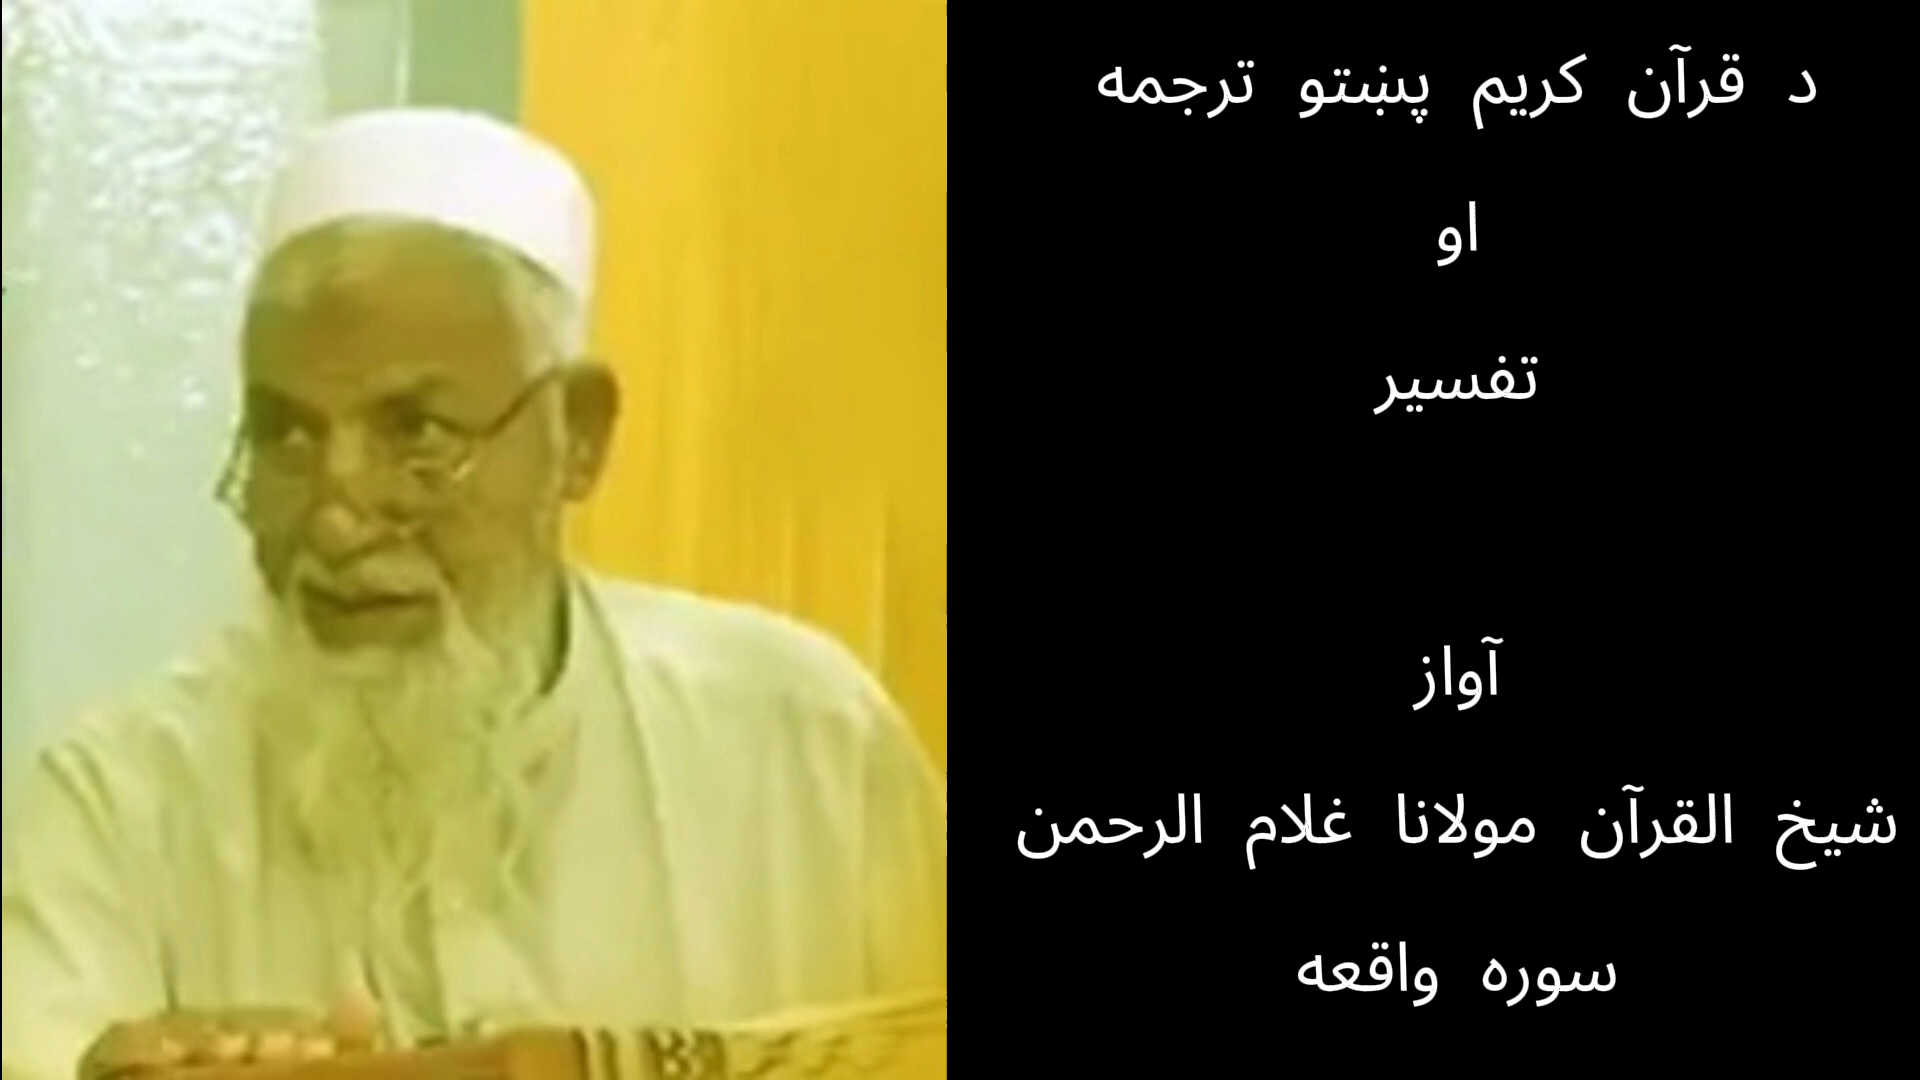 د قرآن کریم پښتو ترجمه
او
تفسیر
آواز
شیخ القرآن مولانا غلام الرحمن
سوره واقعه